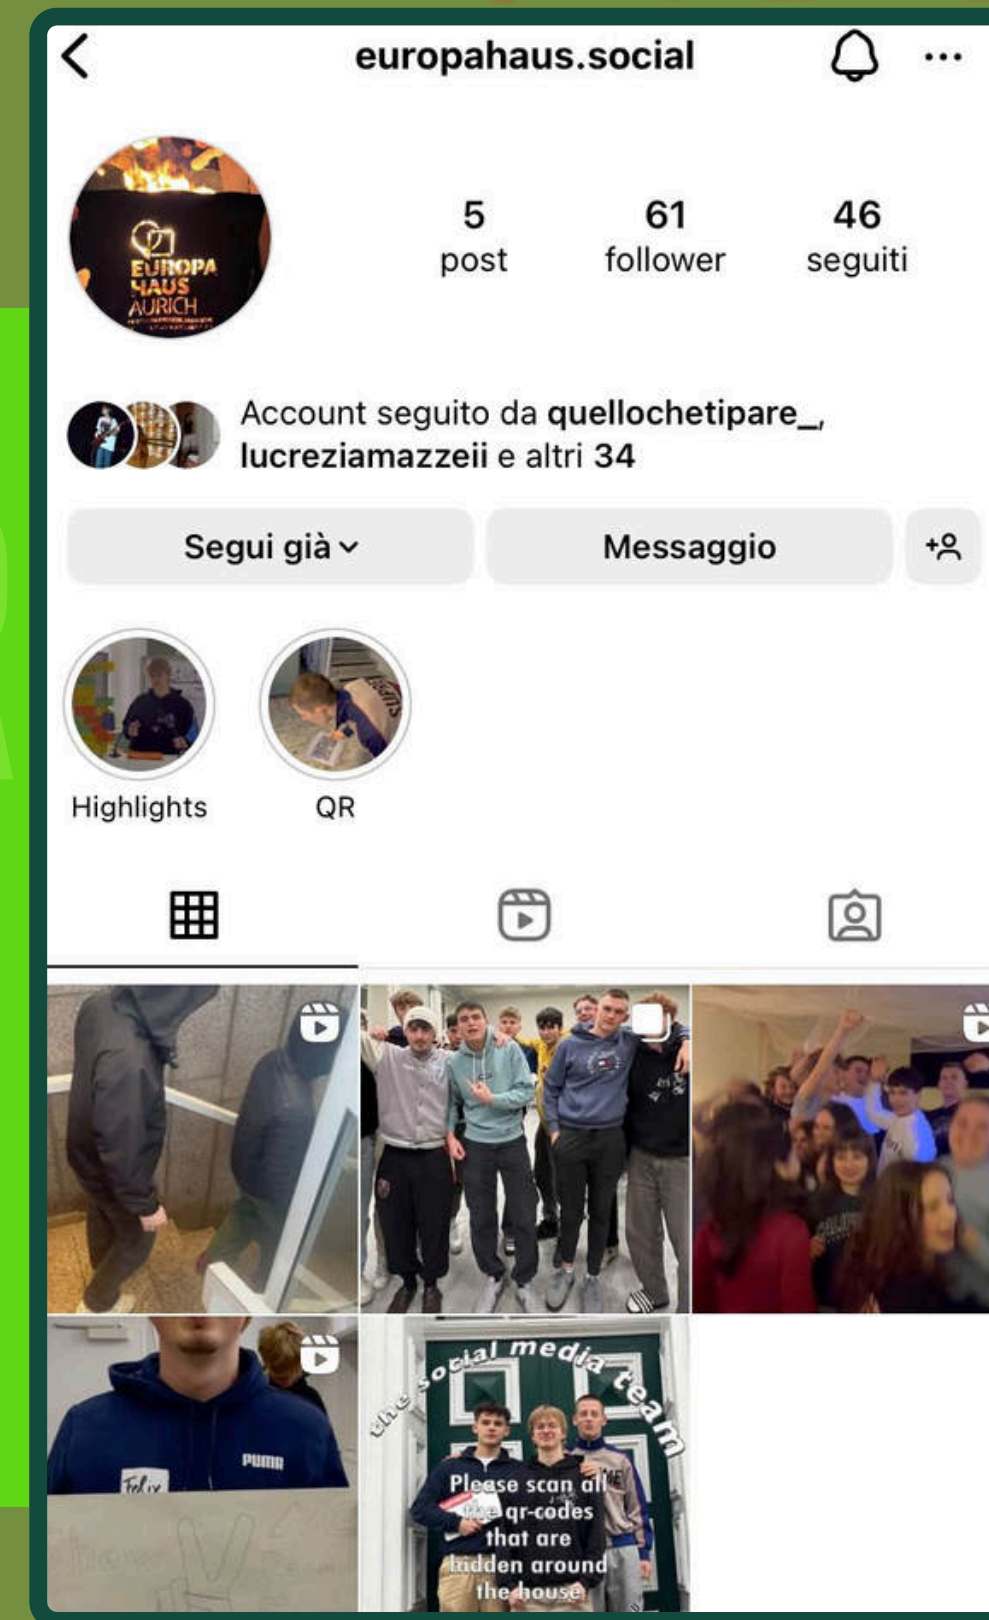 europahaus.social
5
post
61
follower
46
seguiti
EUROPA
HAUS
AURICH
Account seguito da quellochetipare_,
lucreziamazzeii e altri 34
Segui già
Messaggio
Highlights
QR
PUMA
Felix
the social media team
Please scan all
the qr-codes
that are
hidden around
the house